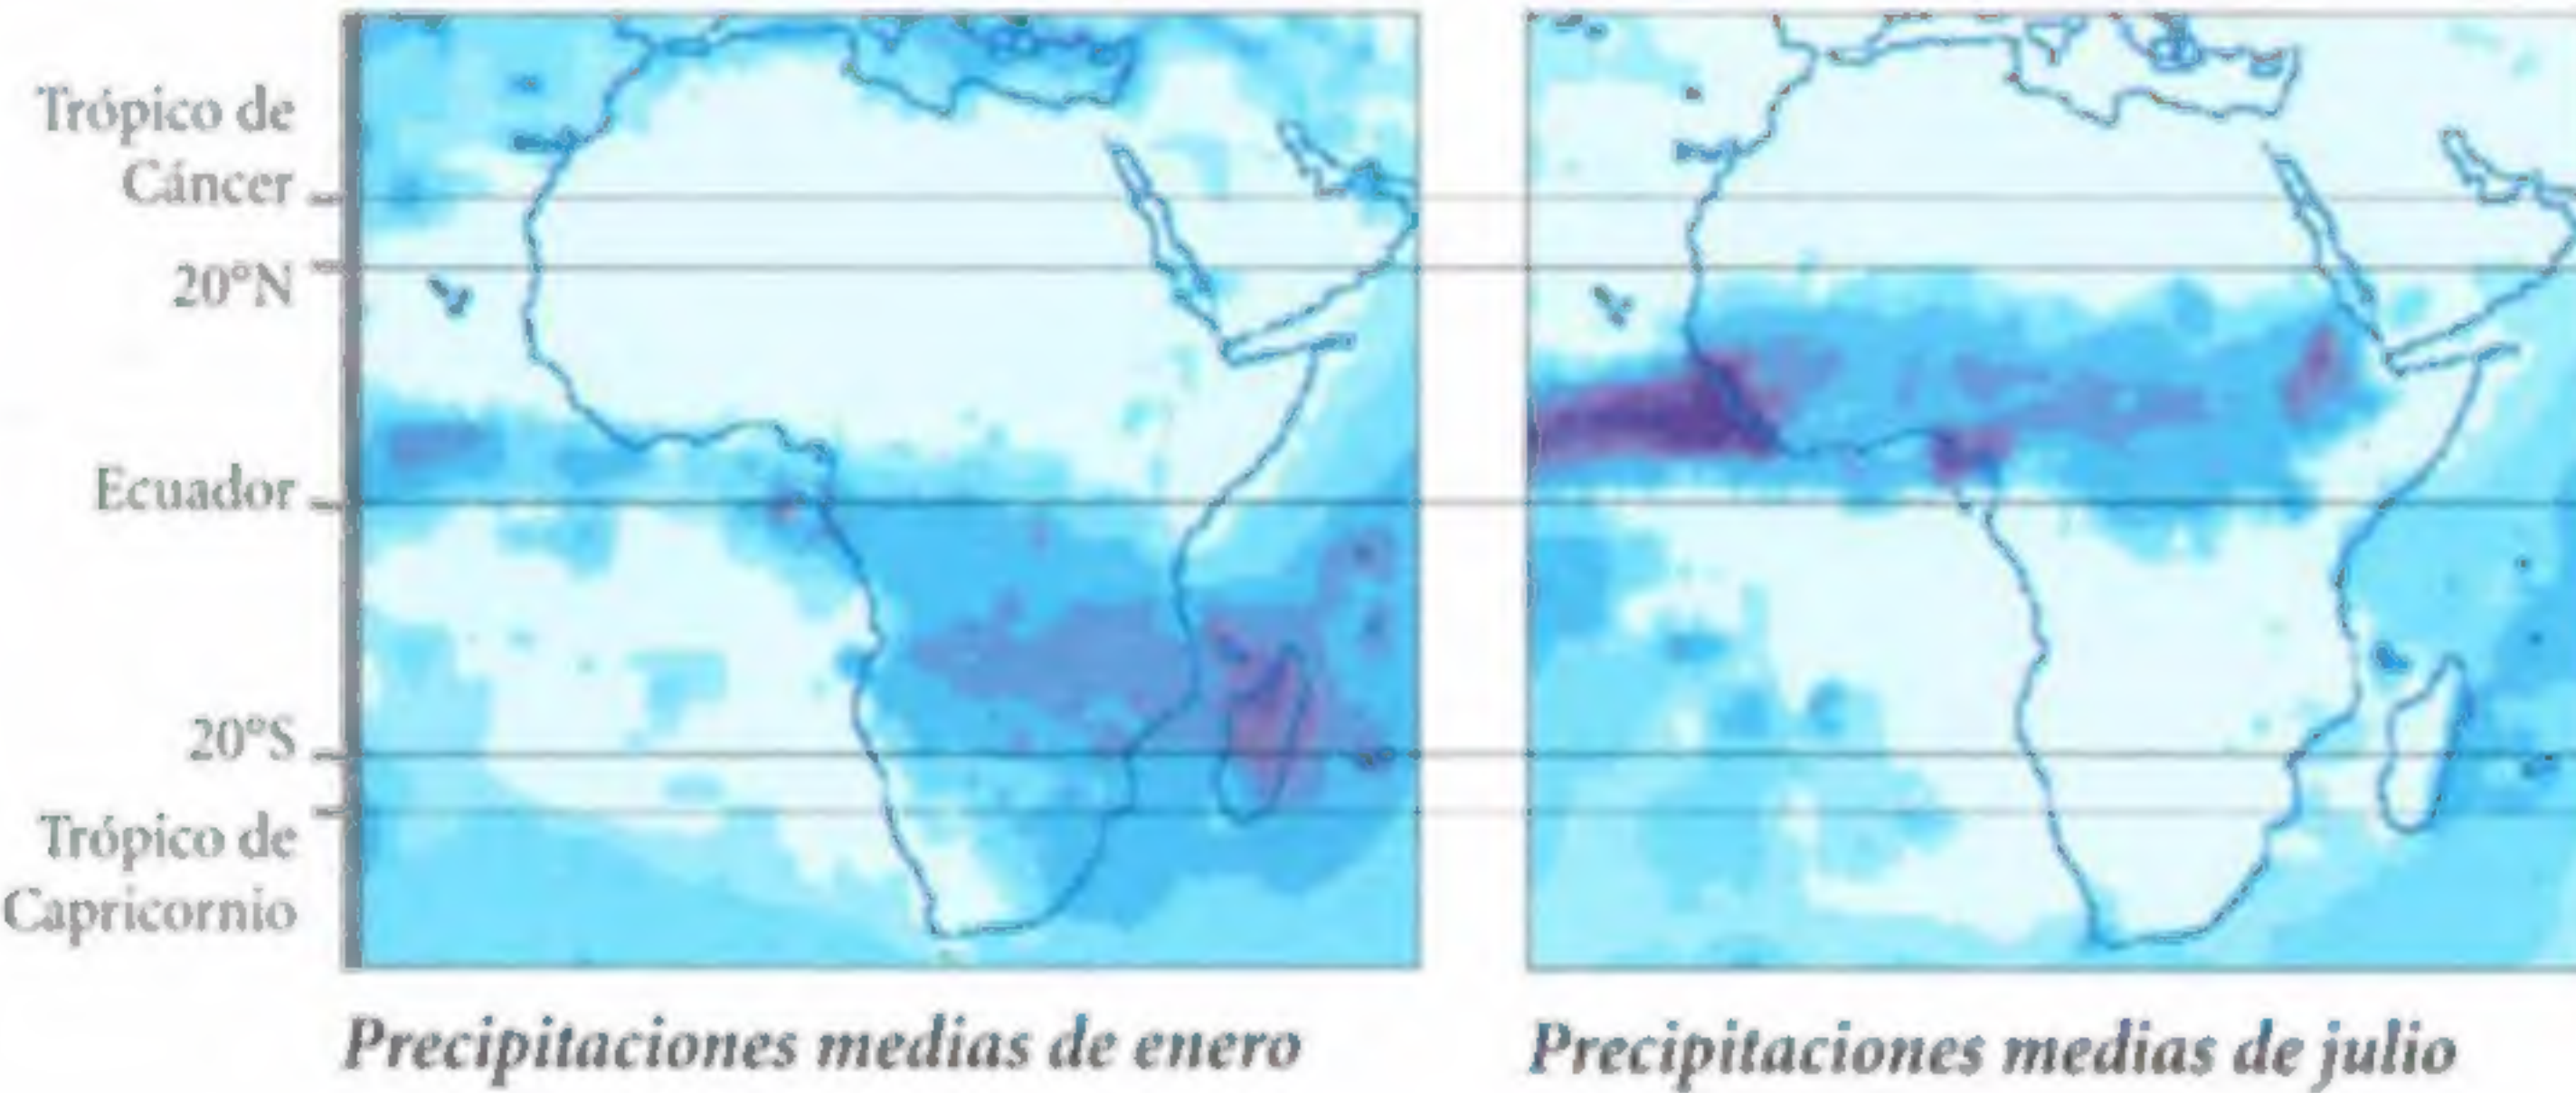 Trópico de
Cáncer
20°N
Ecuador
20°S
Trópico de
Capricornio
Precipitaciones medias de enero
Precipitaciones medias de julio